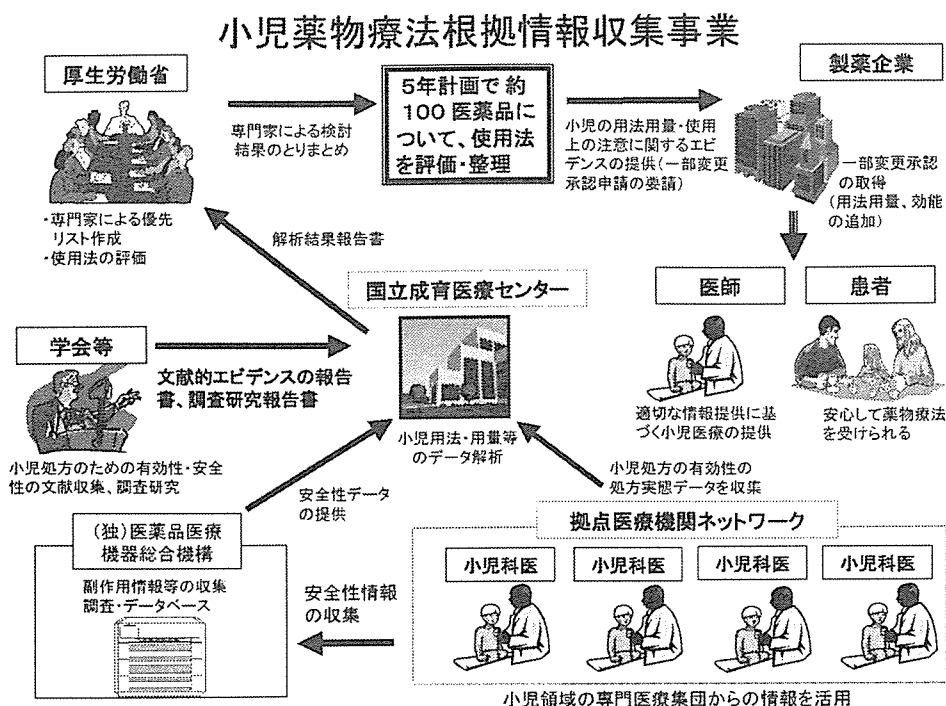 小児薬物療法根拠情報収集事業
厚生労働省
・専門家による優先
リスト作成
・使用法の評価
専門家による検討
結果のとりまとめ
5年計画で 約
100 医薬品に
ついて、使用法
を評価・整理
小児の用法用量・使用
上の注意に関するエビ
デンスの提供(一部変更
承認申請の要請)
製薬企業
一部変更承認
の取得
(用法用量、効能
の追加)
解析結果報告書
国立成育医療センター
小児用法・用量等
のデータ解析
医師
適切な情報提供に基
づく小児医療の提供
患者
安心して薬物療法
を受けられる
学会等
文献的エビデンスの報告
書、調査研究報告書
小児処方のための有効性・安全
性の文献収集、調査研究
安全性データ
の提供
小児処方の有効性の
処方実態データを収集
(独)医薬品医療
機器総合機構
副作用情報等の収集
調査・データベース
安全性情報
の収集
拠点医療機関ネットワーク
小児科医
小児科医
小児科医
小児科医
小児領域の専門医療集団からの情報を活用